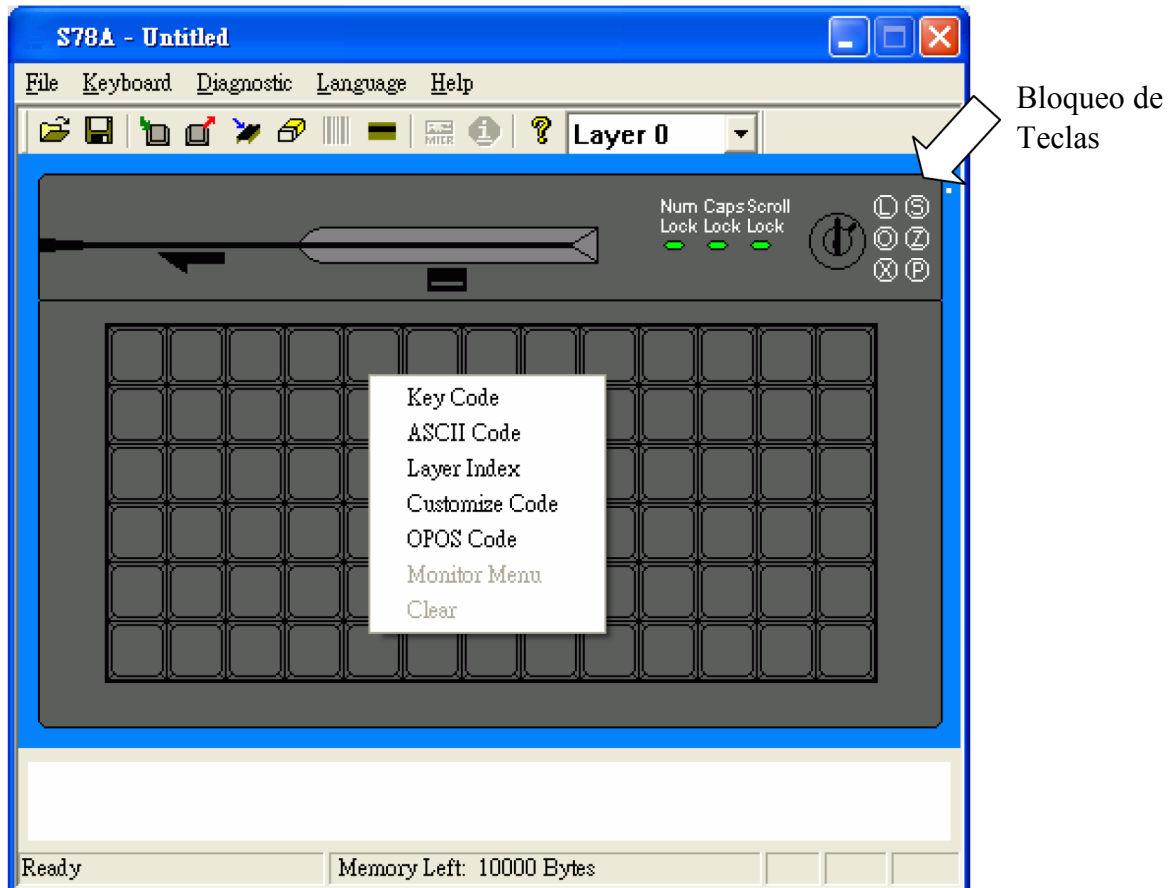 S78A - Untitled
File Keyboard Diagnostic Language Help
MICR
Layer 0
Bloqueo de
Teclas
Num Caps Scroll
Lock Lock Lock
L S
O Z
X P
Key Code
ASCII Code
Layer Index
Customize Code
OPOS Code
Monitor Menu
Clear
Ready
Memory Left: 10000 Bytes